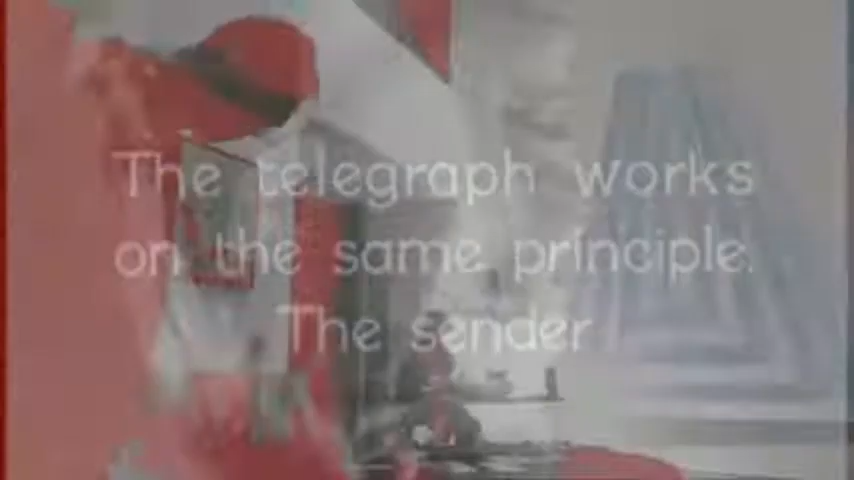 The telegraph works
on the same principle.
The sender